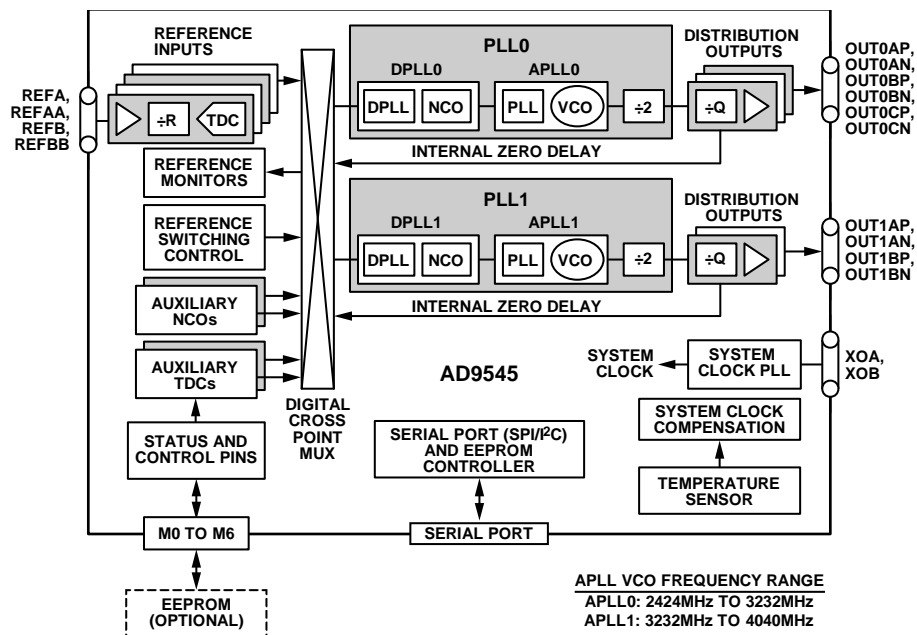 REFERENCE
INPUTS
REFA,
REFAA,
REFB,
REFBB
÷R
TDC
REFERENCE
MONITORS
REFERENCE
SWITCHING
CONTROL
AUXILIARY
NCOs
AUXILIARY
TDCs
STATUS AND
CONTROL PINS
M0 TO M6
EEPROM
(OPTIONAL)
DIGITAL
CROSS
POINT
MUX
PLL0
DPLL0
APLL0
DPLL
NCO
PLL
VCO
÷2
INTERNAL ZERO DELAY
DISTRIBUTION
OUTPUTS
÷Q
OUT0AP,
OUT0AN,
OUT0BP,
OUT0BN,
OUT0CP,
OUT0CN
PLL1
DPLL1
APLL1
DPLL
NCO
PLL
VCO
÷2
INTERNAL ZERO DELAY
DISTRIBUTION
OUTPUTS
÷Q
OUT1AP,
OUT1AN,
OUT1BP,
OUT1BN
AD9545
SYSTEM
CLOCK
SYSTEM
CLOCK PLL
XOA,
XOB
SYSTEM CLOCK
COMPENSATION
TEMPERATURE
SENSOR
SERIAL PORT (SPI/I²C)
AND EEPROM
CONTROLLER
SERIAL PORT
APLL VCO FREQUENCY RANGE
APLL0: 2424MHz TO 3232MHz
APLL1: 3232MHz TO 4040MHz